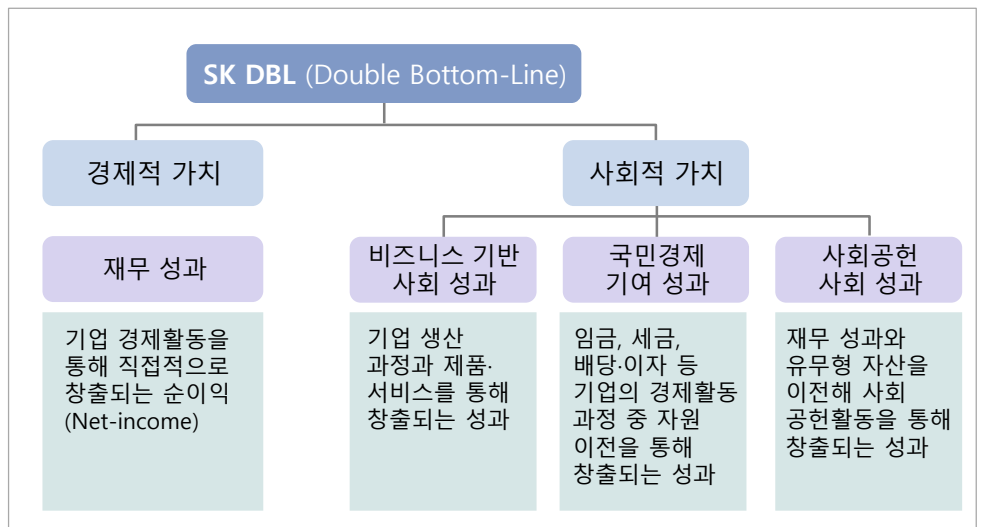 SK DBL (Double Bottom-Line)
경제적 가치
사회적 가치
재무 성과
비즈니스 기반
사회 성과
국민경제
기여 성과
사회공헌
사회 성과
기업 경제활동을
통해 직접적으로
창출되는 순이익
(Net-income)
기업 생산
과정과 제품·
서비스를 통해
창출되는 성과
임금, 세금,
배당·이자 등
기업의 경제활동
과정 중 자원
이전을 통해
창출되는 성과
재무 성과와
유무형 자산을
이전해 사회
공헌활동을 통해
창출되는 성과